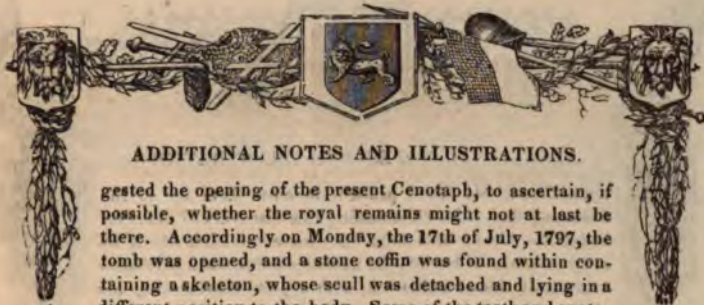 ADDITIONAL NOTES AND ILLUSTRATIONS.
gested the opening of the present Cenotaph, to ascertain, if
possible, whether the royal remains might not at last be
there. Accordingly on Monday, the 17th of July, 1797, the
tomb was opened, and a stone coffin was found within con-
taining a skeleton, whose scull was detached and lying in a